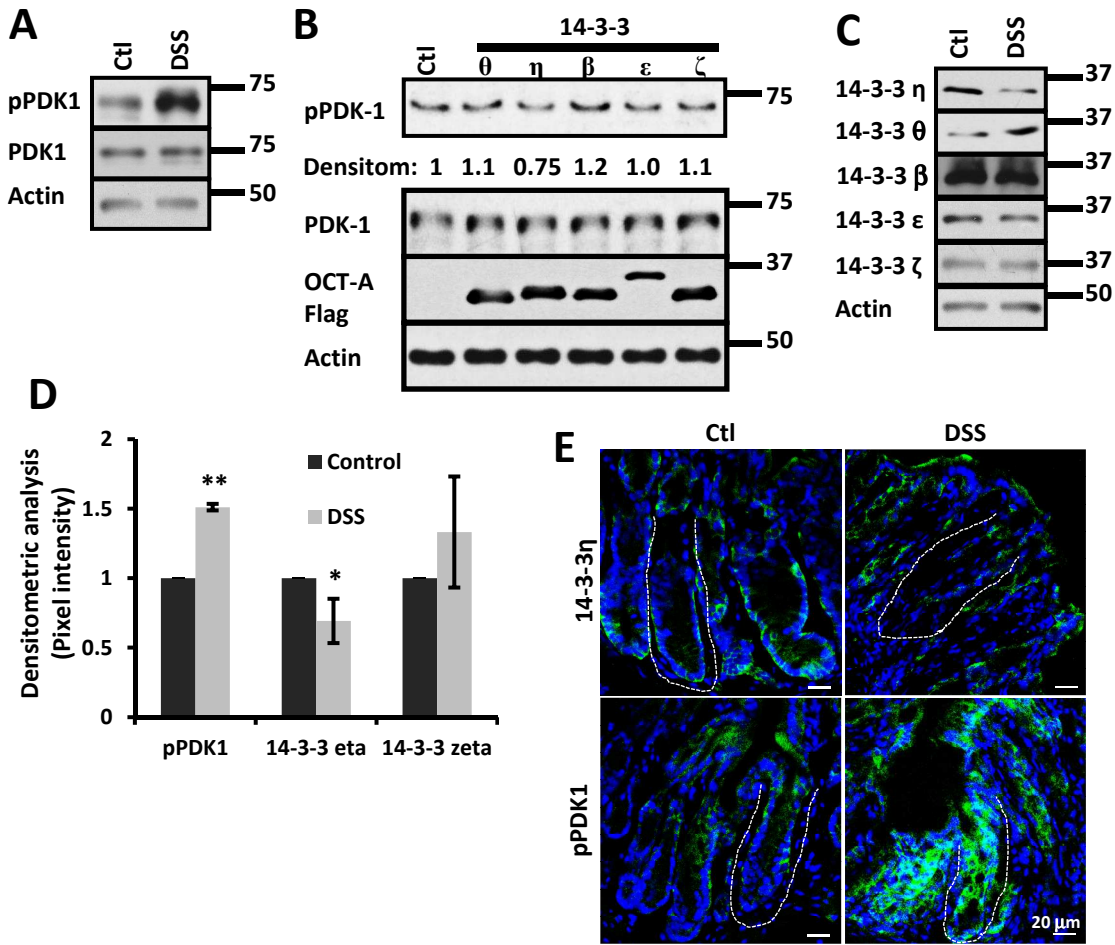 A
Ctl DSS
pPDK1 75
PDK1 75
Actin 50
B
14-3-3
Ctl θ η β ε ζ
pPDK-1 75
Densitom: 1 1.1 0.75 1.2 1.0 1.1
PDK-1 75
OCT-A
Flag 37
Actin 50
C
Ctl DSS
14-3-3 η 37
14-3-3 θ 37
14-3-3 β 37
14-3-3 ε 37
14-3-3 ζ 37
Actin 50
D
Densitometric analysis
(Pixel intensity)
2
1.5
1
0.5
0
Control
DSS
**
*
pPDK1 14-3-3 eta 14-3-3 zeta
E
Ctl DSS
14-3-3η
pPDK1
20 µm